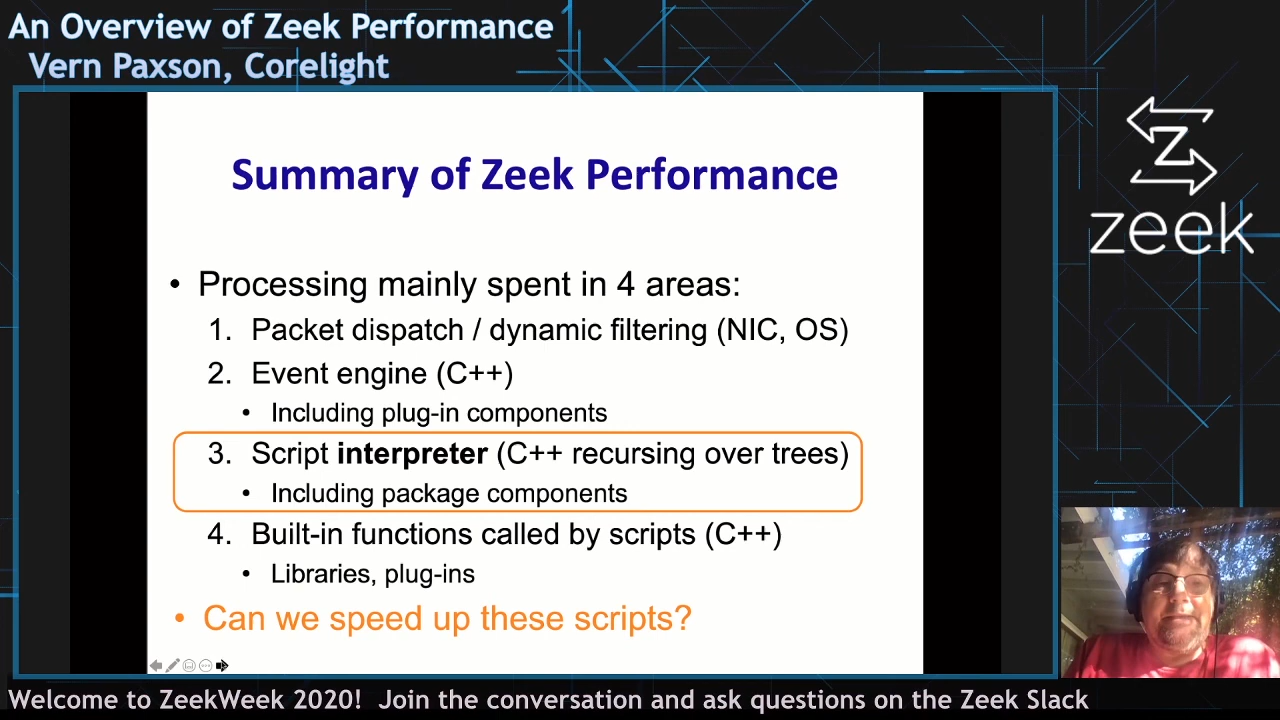 An Overview of Zeek Performance
Vern Paxson, Corelight
Z
zeek
Summary of Zeek Performance
• Processing mainly spent in 4 areas:
1. Packet dispatch / dynamic filtering (NIC, OS)
2. Event engine (C++)
• Including plug-in components
3. Script interpreter (C++ recursing over trees)
• Including package components
4. Built-in functions called by scripts (C++)
• Libraries, plug-ins
• Can we speed up these scripts?
Welcome to ZeekWeek 2020! Join the conversation and ask questions on the Zeek Slack